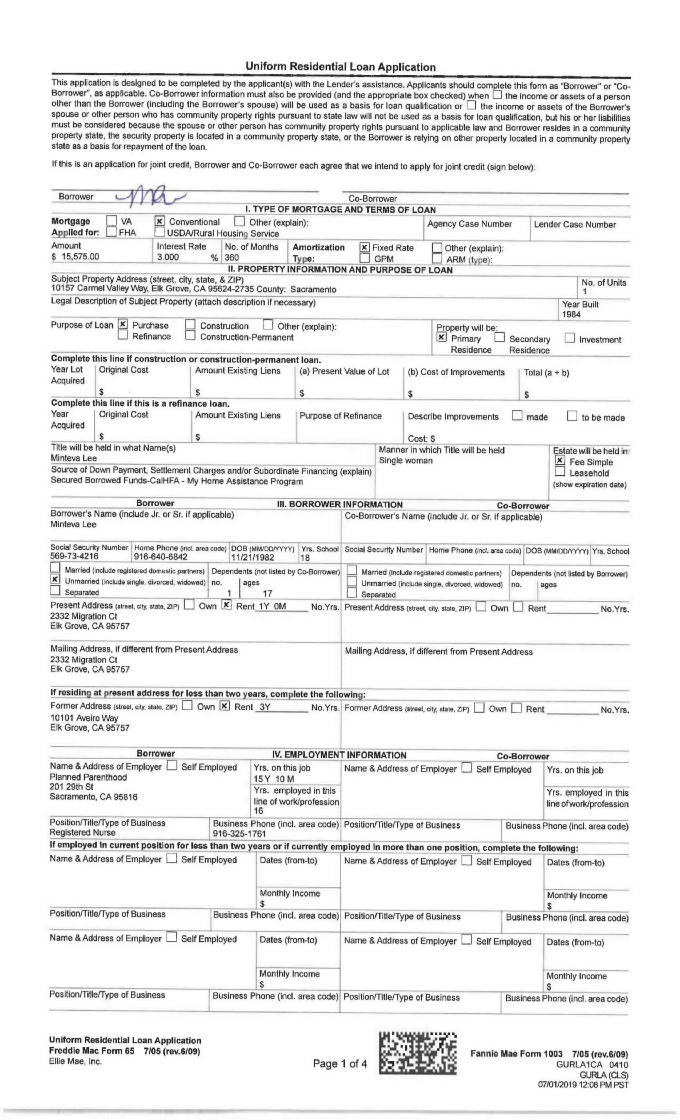 Uniform Residential Loan Application
This application is designed to be completed by the applicant(s) with the Lender's assistance. Applicants should complete this form as "Borrower" or "Co-
Borrower", as applicable. Co-Borrower information must also be provided (and the appropriate box checked) when ☐ the income or assets of a person
other than the Borrower (including the Borrower's spouse) will be used as a basis for loan qualification or ☐ the income or assets of the Borrower's
spouse or other person who has community property rights pursuant to state law will not be used as a basis for loan qualification, but his or her liabilities
must be considered because the spouse or other person has community property rights pursuant to applicable law and Borrower resides in a community
property state, the security property is located in a community property state, or the Borrower is relying on other property located in a community property
state as a basis for repayment of the loan.
If this is an application for joint credit, Borrower and Co-Borrower each agree that we intend to apply for joint credit (sign below):
Borrower Co-Borrower
I. TYPE OF MORTGAGE AND TERMS OF LOAN
Mortgage ☐ VA ☒ Conventional ☐ Other (explain): Agency Case Number Lender Case Number
Applied for: ☐ FHA ☐ USDA/Rural Housing Service
Amount Interest Rate No. of Months Amortization ☒ Fixed Rate ☐ Other (explain):
$ 15,575.00 3.000 % 360 Type: ☐ GPM ☐ ARM (type):
II. PROPERTY INFORMATION AND PURPOSE OF LOAN
Subject Property Address (street, city, state, & ZIP) No. of Units
10157 Carmel Valley Way, Elk Grove, CA 95624-2735 County: Sacramento 1
Legal Description of Subject Property (attach description if necessary) Year Built
1984
Purpose of Loan ☒ Purchase ☐ Construction ☐ Other (explain): Property will be:
☐ Refinance ☐ Construction-Permanent ☒ Primary Residence ☐ Secondary Residence ☐ Investment
Complete this line if construction or construction-permanent loan.
Year Lot Acquired Original Cost Amount Existing Liens (a) Present Value of Lot (b) Cost of Improvements Total (a + b)
$ $ $ $ $
Complete this line if this is a refinance loan.
Year Acquired Original Cost Amount Existing Liens Purpose of Refinance Describe Improvements ☐ made ☐ to be made
$ $ Cost: $
Title will be held in what Name(s) Manner in which Title will be held Estate will be held in:
Minteva Lee Single woman ☒ Fee Simple
Source of Down Payment, Settlement Charges and/or Subordinate Financing (explain) ☐ Leasehold
Secured Borrowed Funds-CalHFA - My Home Assistance Program (show expiration date)
Borrower III. BORROWER INFORMATION Co-Borrower
Borrower's Name (include Jr. or Sr. if applicable) Co-Borrower's Name (include Jr. or Sr. if applicable)
Minteva Lee
Social Security Number Home Phone (incl. area code) DOB (MM/DD/YYYY) Yrs. School Social Security Number Home Phone (incl. area code) DOB (MM/DD/YYYY) Yrs. School
569-73-4216 916-640-6842 11/21/1982 18
☐ Married (include registered domestic partners) Dependents (not listed by Co-Borrower) ☐ Married (include registered domestic partners) Dependents (not listed by Borrower)
☒ Unmarried (include single, divorced, widowed) no. ages ☐ Unmarried (include single, divorced, widowed) no. ages
☐ Separated 1 17 ☐ Separated
Present Address (street, city, state, ZIP) ☐ Own ☒ Rent 1Y 0M No.Yrs. Present Address (street, city, state, ZIP) ☐ Own ☐ Rent No.Yrs.
2332 Migration Ct
Elk Grove, CA 95757
Mailing Address, if different from Present Address Mailing Address, if different from Present Address
2332 Migration Ct
Elk Grove, CA 95757
If residing at present address for less than two years, complete the following:
Former Address (street, city, state, ZIP) ☐ Own ☒ Rent 3Y No.Yrs. Former Address (street, city, state, ZIP) ☐ Own ☐ Rent No.Yrs.
10101 Aveiro Way
Elk Grove, CA 95757
Borrower IV. EMPLOYMENT INFORMATION Co-Borrower
Name & Address of Employer ☐ Self Employed Yrs. on this job Name & Address of Employer ☐ Self Employed Yrs. on this job
Planned Parenthood 15 Y 10 M
201 29th St Yrs. employed in this Yrs. employed in this
Sacramento, CA 95816 line of work/profession line of work/profession
16
Position/Title/Type of Business Business Phone (incl. area code) Position/Title/Type of Business Business Phone (incl. area code)
Registered Nurse 916-325-1761
If employed in current position for less than two years or if currently employed in more than one position, complete the following:
Name & Address of Employer ☐ Self Employed Dates (from-to) Name & Address of Employer ☐ Self Employed Dates (from-to)
Monthly Income Monthly Income
$ $
Position/Title/Type of Business Business Phone (incl. area code) Position/Title/Type of Business Business Phone (incl. area code)
Name & Address of Employer ☐ Self Employed Dates (from-to) Name & Address of Employer ☐ Self Employed Dates (from-to)
Monthly Income Monthly Income
$ $
Position/Title/Type of Business Business Phone (incl. area code) Position/Title/Type of Business Business Phone (incl. area code)
Uniform Residential Loan Application
Freddie Mac Form 65 7/05 (rev.6/09) Fannie Mae Form 1003 7/05 (rev.6/09)
Ellie Mae, Inc. Page 1 of 4 GURLA1CA 0410
GURLA (CLS)
07/01/2019 12:08 PM PST